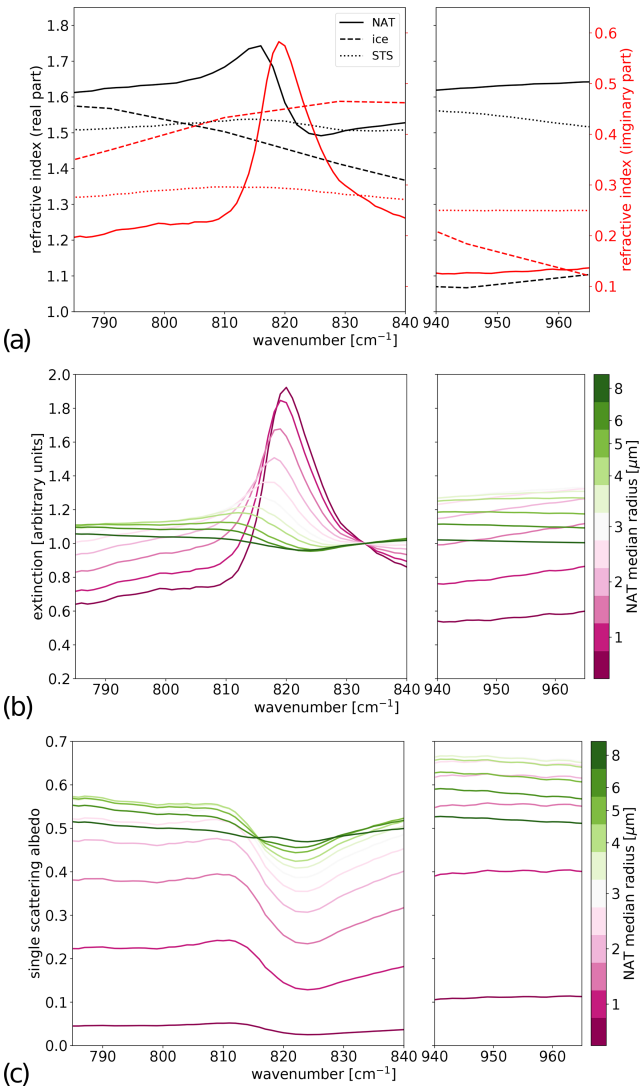 1.8
1.7
1.6
1.5
1.4
1.3
1.2
1.1
1.0
refractive index (real part)
NAT
ice
STS
0.6
0.5
0.4
0.3
0.2
0.1
refractive index (imginary part)
790 800 810 820 830 840 940 950 960
wavenumber [cm⁻¹]
(a)
2.0
1.8
1.6
1.4
1.2
1.0
0.8
0.6
0.4
0.2
extinction [arbitrary units]
8
6
5
4
3
2
1
NAT median radius [μm]
790 800 810 820 830 840 940 950 960
wavenumber [cm⁻¹]
(b)
0.7
0.6
0.5
0.4
0.3
0.2
0.1
0.0
single scattering albedo
8
6
5
4
3
2
1
NAT median radius [μm]
790 800 810 820 830 840 940 950 960
wavenumber [cm⁻¹]
(c)